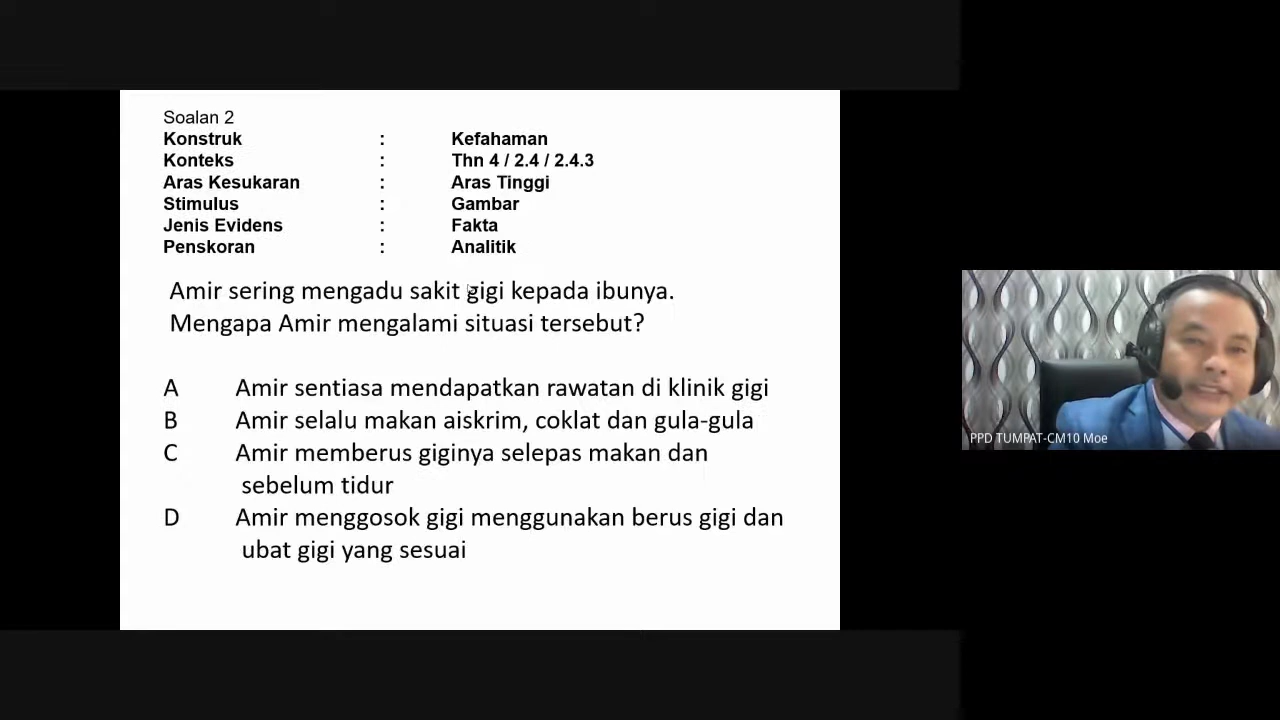 Soalan 2
Konstruk : Kefahaman
Konteks : Thn 4 / 2.4 / 2.4.3
Aras Kesukaran : Aras Tinggi
Stimulus : Gambar
Jenis Evidens : Fakta
Penskoran : Analitik
Amir sering mengadu sakit gigi kepada ibunya.
Mengapa Amir mengalami situasi tersebut?
A Amir sentiasa mendapatkan rawatan di klinik gigi
B Amir selalu makan aiskrim, coklat dan gula-gula
C Amir memberus giginya selepas makan dan
sebelum tidur
D Amir menggosok gigi menggunakan berus gigi dan
ubat gigi yang sesuai
PPD TUMPAT-CM10 Moe